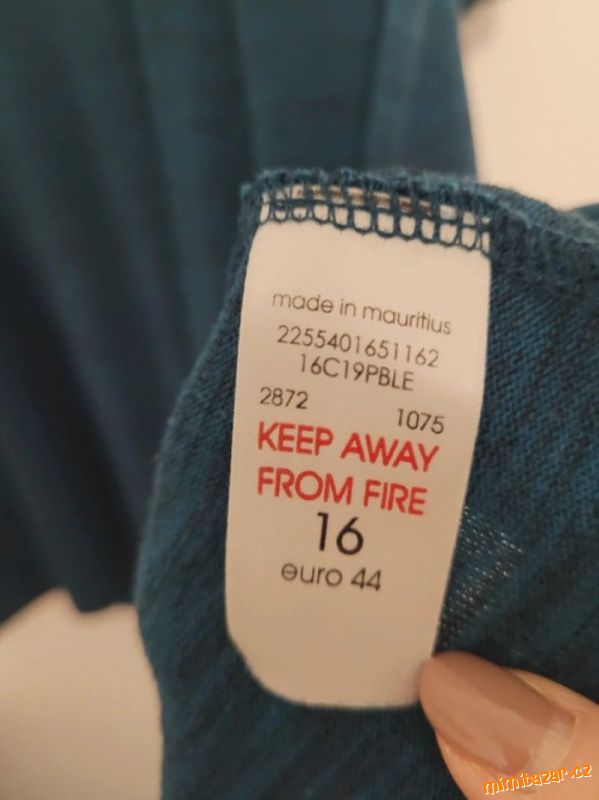 made in mauritius
2255401651162
16C19PBLE
2872 1075
KEEP AWAY
FROM FIRE
16
euro 44
mimibazar.cz